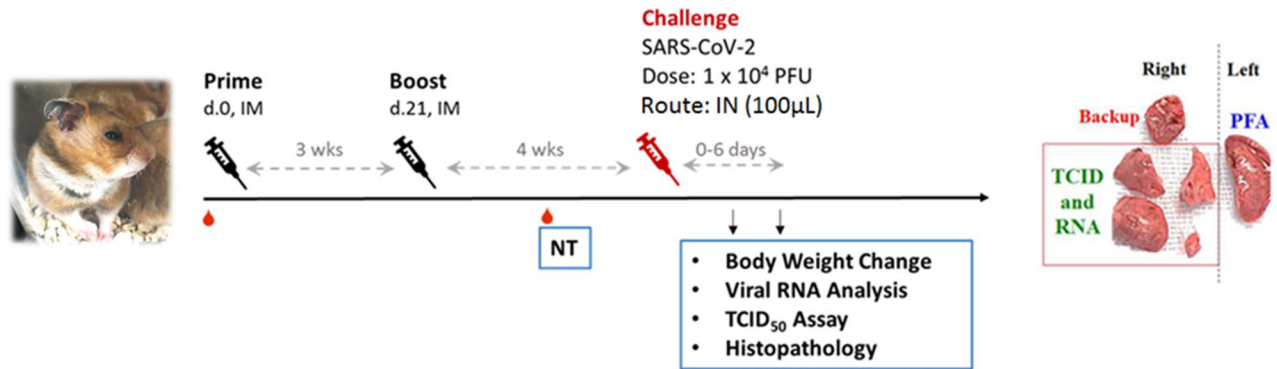 Challenge
SARS-CoV-2
Dose: 1 x 10⁴ PFU
Route: IN (100µL)
Prime
d.0, IM
Boost
d.21, IM
3 wks
4 wks
0-6 days
NT
• Body Weight Change
• Viral RNA Analysis
• TCID₅₀ Assay
• Histopathology
Right
Left
Backup
PFA
TCID
and
RNA